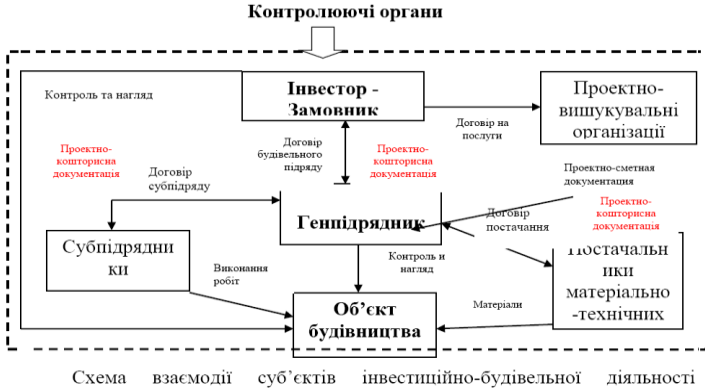 Контролюючі органи
Контроль та нагляд
Інвестор -
Замовник
Проектно-
вишукувальні
організації
Договір на
послуги
Договір
будівельного
підряду
Проектно-
кошторисна
документація
Проектно-
кошторисна
документація
Договір
субпідряду
Проектно-сметная
документация
Проектно-
кошторисна
документація
Генпідрядник
Договір
постачання
Субпідрядни
ки
Контроль и
нагляд
Постачальн
ики
матеріально
-технічних
Виконання
робіт
Об’єкт
будівництва
Матеріали
Схема взаємодії суб’єктів інвестиційно-будівельної діяльності